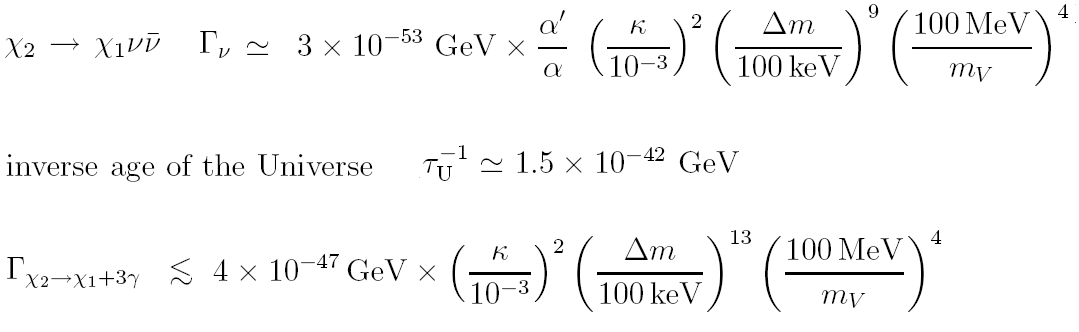 χ₂ → χ₁νν̄ Γ_ν ≃ 3 × 10⁻⁵³ GeV × α′/α (κ/10⁻³)² (Δm/100 keV)⁹ (100 MeV/m_V)⁴
inverse age of the Universe τ_U⁻¹ ≃ 1.5 × 10⁻⁴² GeV
Γ_{χ₂→χ₁+3γ} ≲ 4 × 10⁻⁴⁷ GeV × (κ/10⁻³)² (Δm/100 keV)¹³ (100 MeV/m_V)⁴